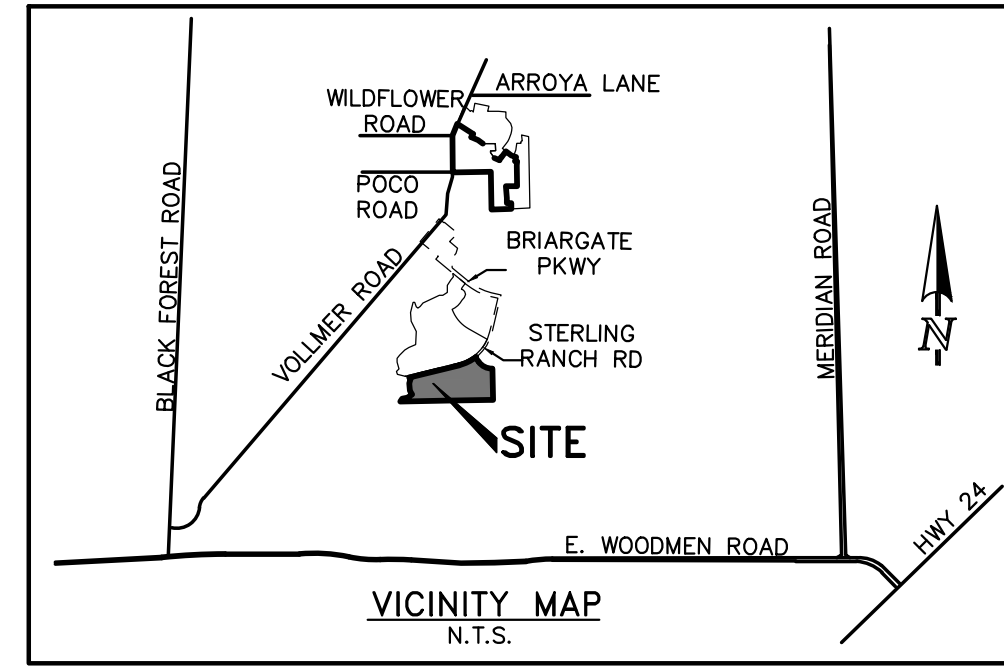 ARROYA LANE
WILDFLOWER
ROAD
POCO
ROAD
BLACK FOREST ROAD
VOLLMER ROAD
BRIARGATE
PKWY
STERLING
RANCH RD
MERIDIAN ROAD
N
SITE
HWY 24
E. WOODMEN ROAD
VICINITY MAP
N.T.S.